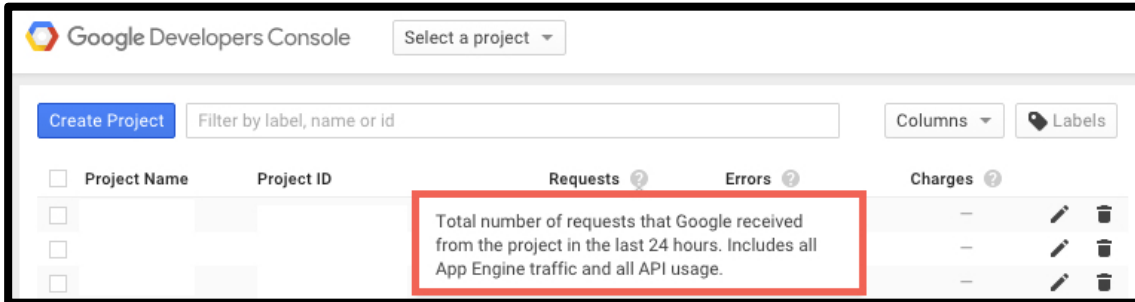 Google Developers Console Select a project
Create Project Filter by label, name or id Columns Labels
Project Name Project ID Requests ? Errors ? Charges ?
Total number of requests that Google received
from the project in the last 24 hours. Includes all
App Engine traffic and all API usage.
—
—
—